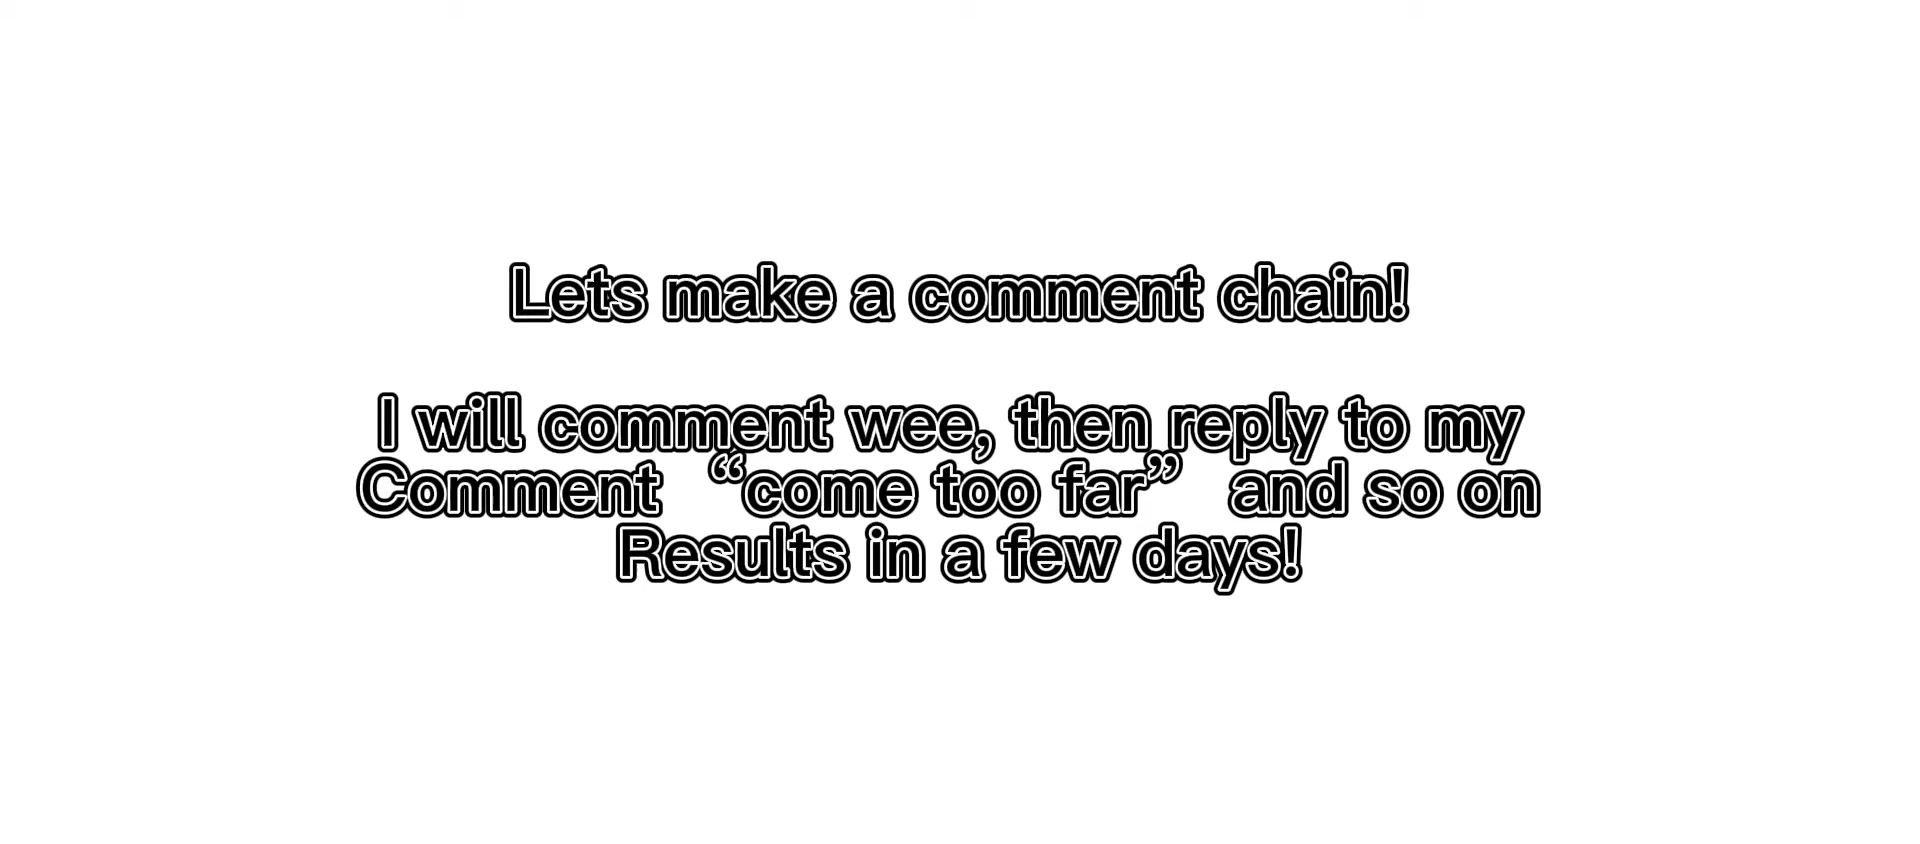 Lets make a comment chain!
I will comment wee, then reply to my
Comment “come too far” and so on
Results in a few days!